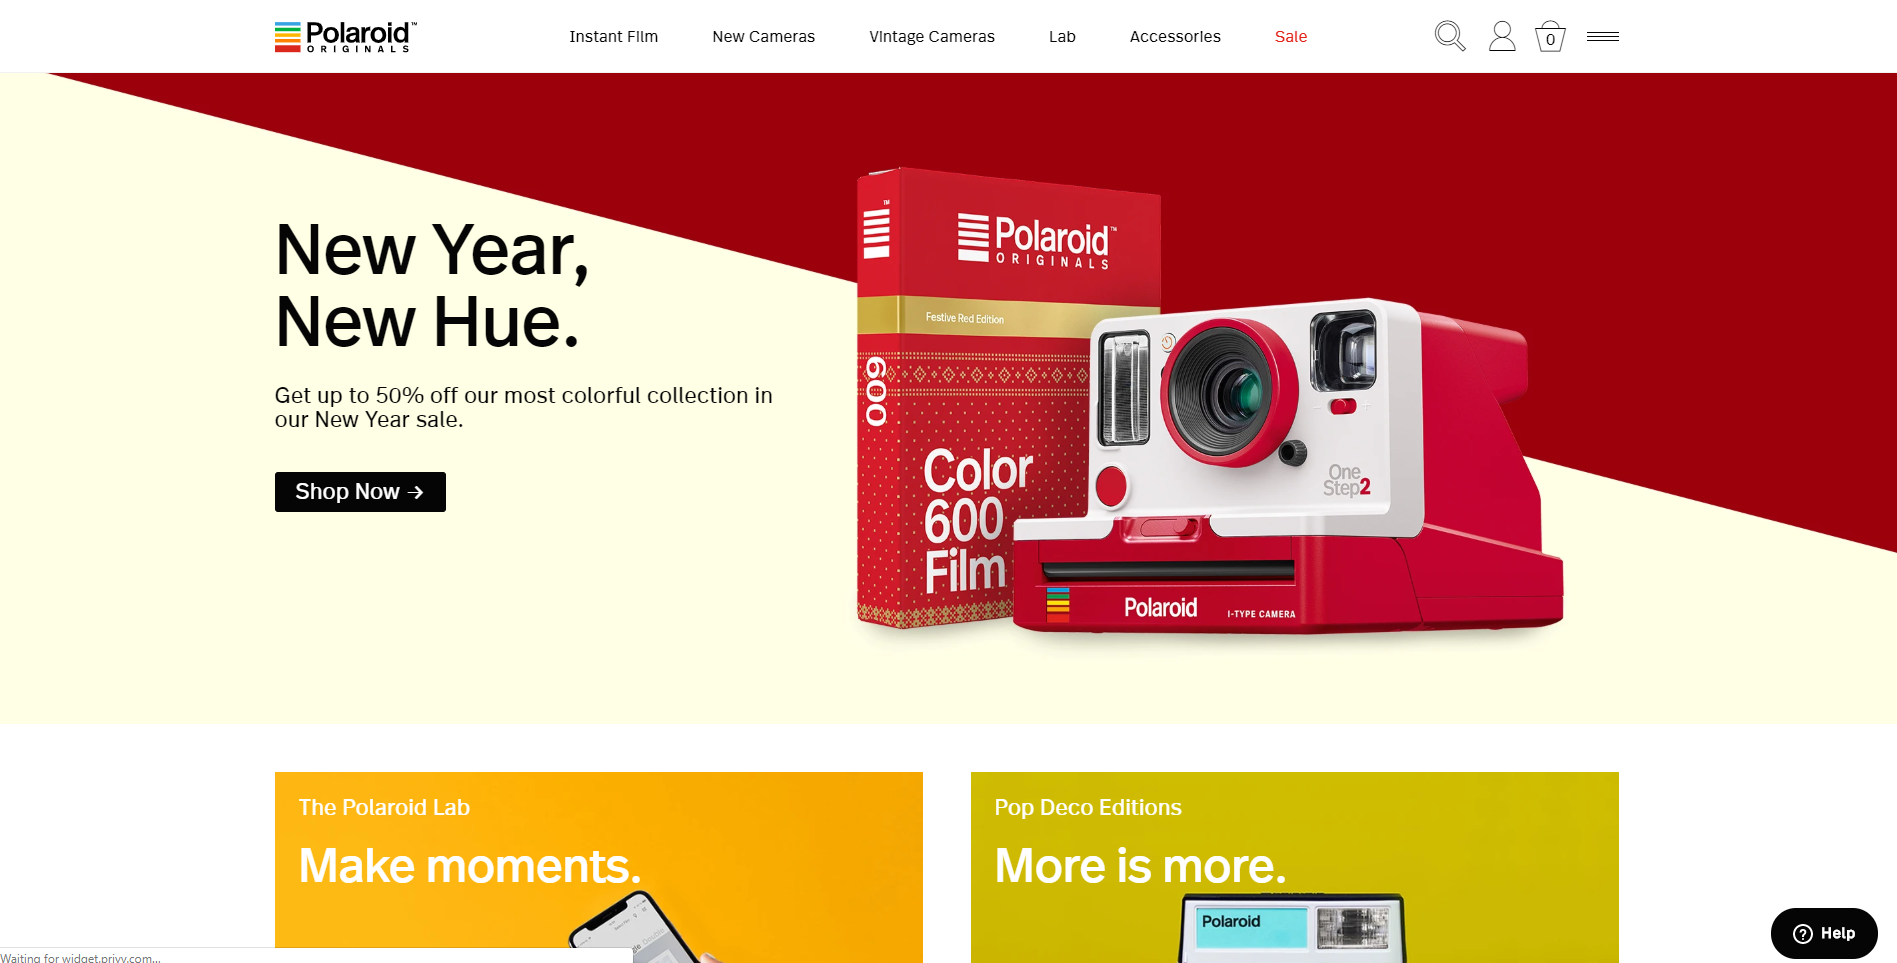 Polaroid™
ORIGINALS
Instant Film
New Cameras
Vintage Cameras
Lab
Accessories
Sale
0
New Year,
New Hue.
Get up to 50% off our most colorful collection in
our New Year sale.
Shop Now →
™
Polaroid™
ORIGINALS
Festive Red Edition
600
Color
600
Film
One
Step2
Polaroid
I-TYPE CAMERA
The Polaroid Lab
Make moments.
Pop Deco Editions
More is more.
Polaroid
? Help
Waiting for widget.privy.com...